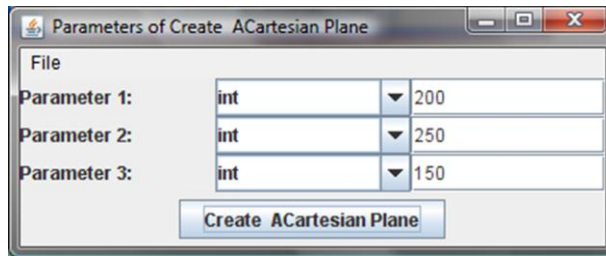 Parameters of Create ACartesian Plane
File
Parameter 1: int 200
Parameter 2: int 250
Parameter 3: int 150
Create ACartesian Plane